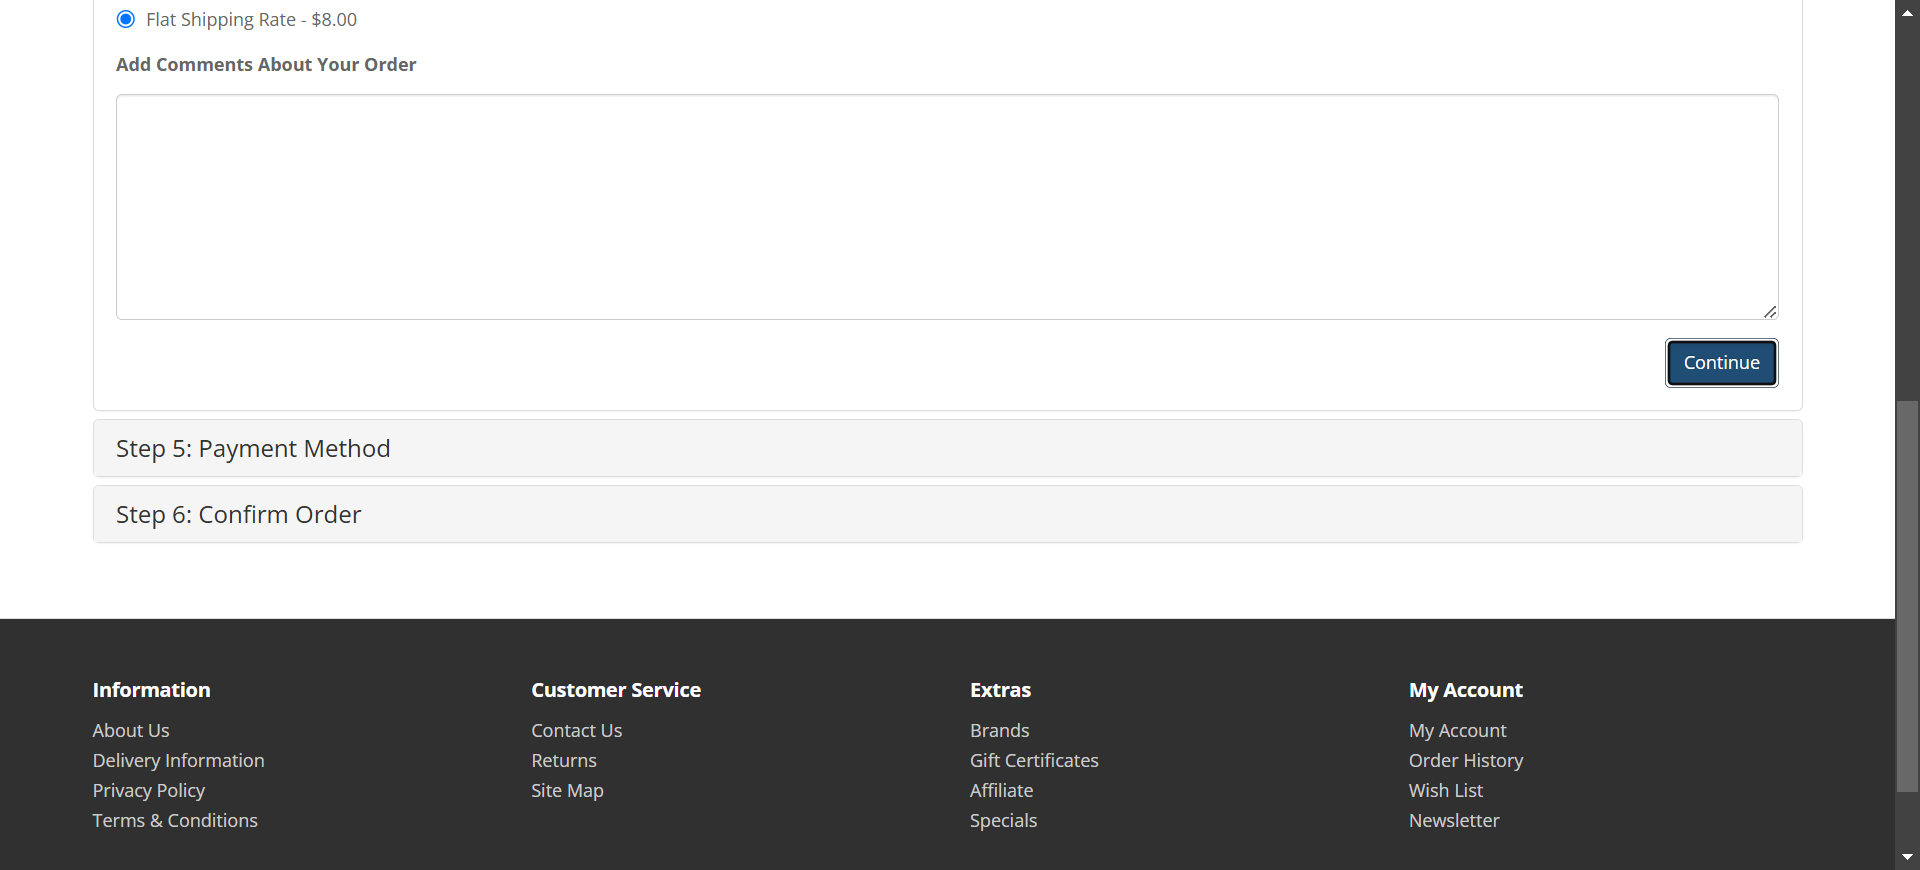 Flat Shipping Rate - $8.00
Add Comments About Your Order
Continue
Step 5: Payment Method
Step 6: Confirm Order
Information
About Us
Delivery Information
Privacy Policy
Terms & Conditions
Customer Service
Contact Us
Returns
Site Map
Extras
Brands
Gift Certificates
Affiliate
Specials
My Account
My Account
Order History
Wish List
Newsletter